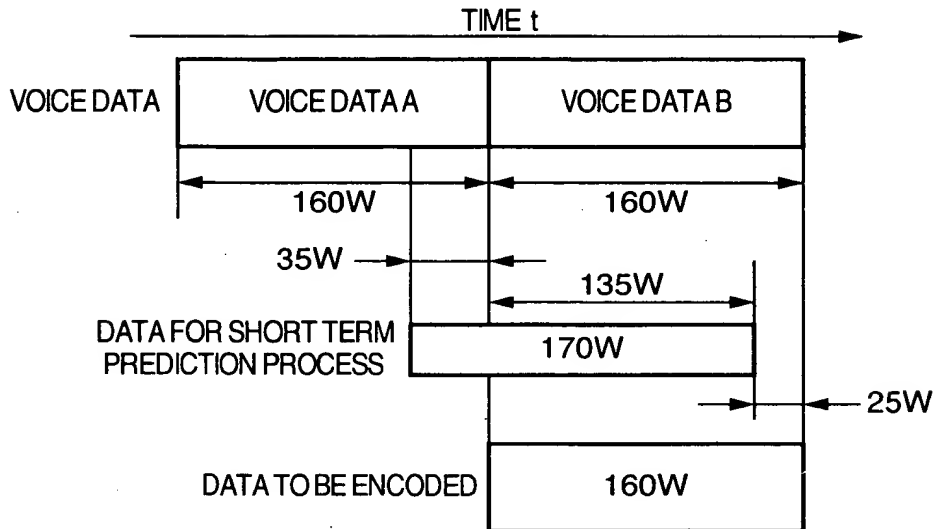 TIME t
VOICE DATA
VOICE DATA A
VOICE DATA B
160W
160W
35W
135W
DATA FOR SHORT TERM
PREDICTION PROCESS
170W
25W
DATA TO BE ENCODED
160W